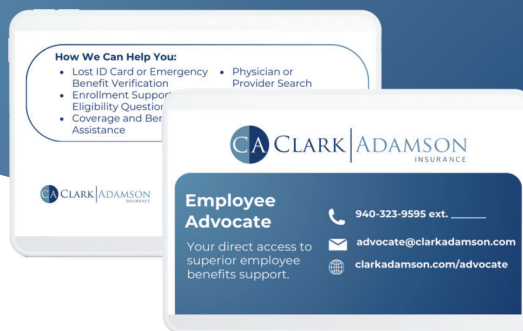 How We Can Help You:
• Lost ID Card or Emergency
Benefit Verification
• Enrollment Support
Eligibility Question
• Coverage and Ben
Assistance
• Physician or
Provider Search
CA CLARK|ADAMSON
INSURANCE
CA CLARK|ADAMSON
INSURANCE
Employee
Advocate
Your direct access to
superior employee
benefits support.
940-323-9595 ext. ______
advocate@clarkadamson.com
clarkadamson.com/advocate